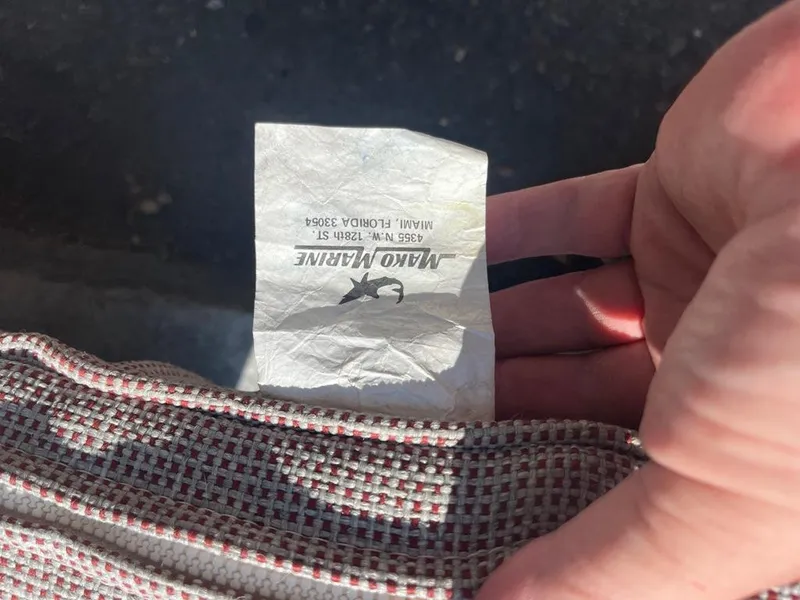 MAKO MARINE
4355 N.W. 128th ST.
MIAMI, FLORIDA 33054